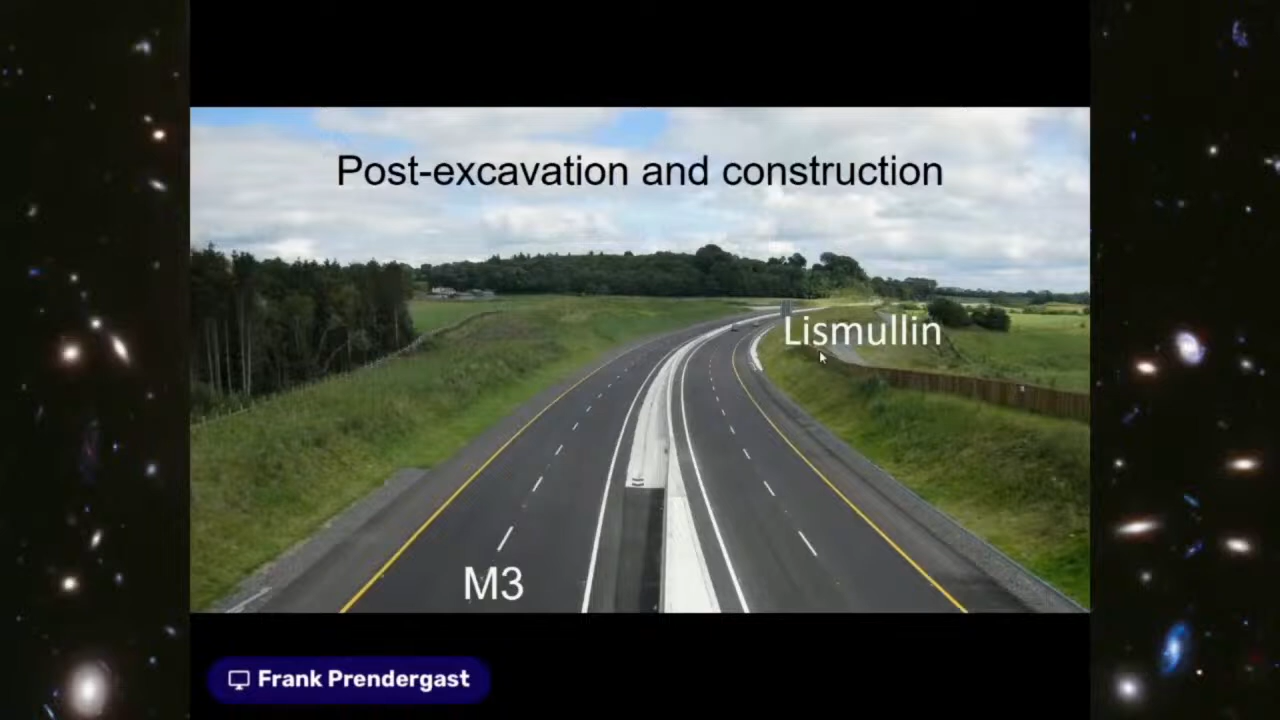 Post-excavation and construction
Lismullin
M3
Frank Prendergast